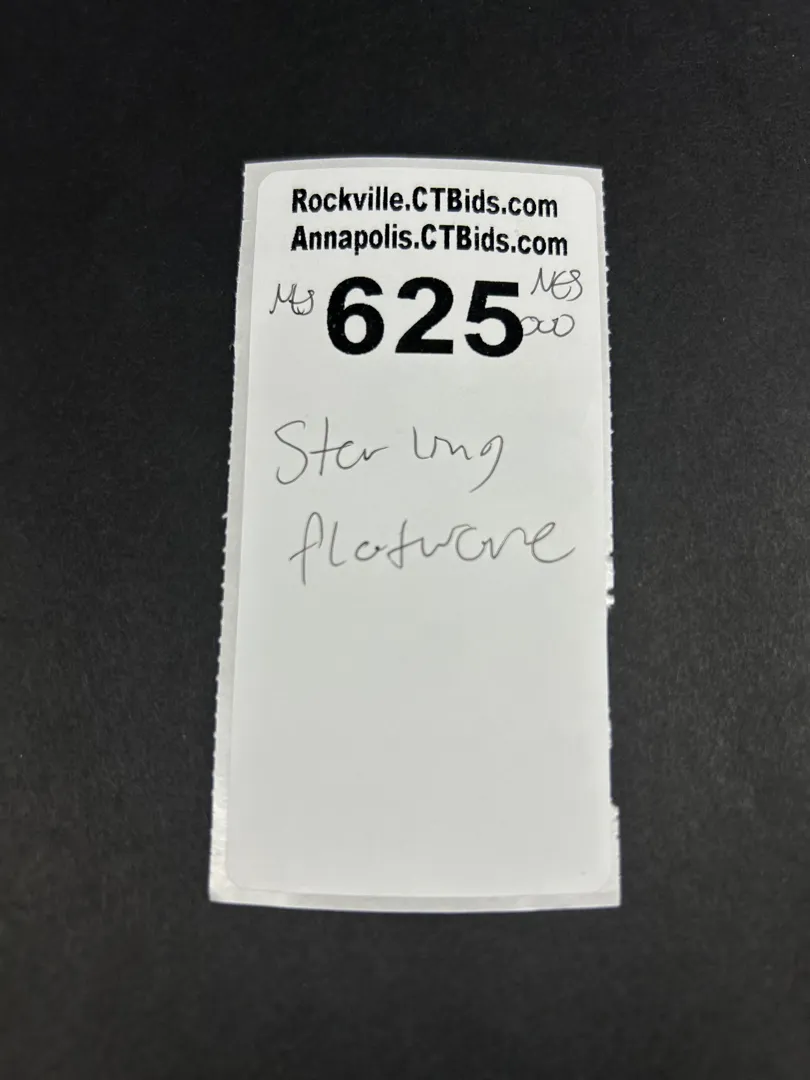 Rockville.CTBids.com
Annapolis.CTBids.com
625
Sterling
flatware